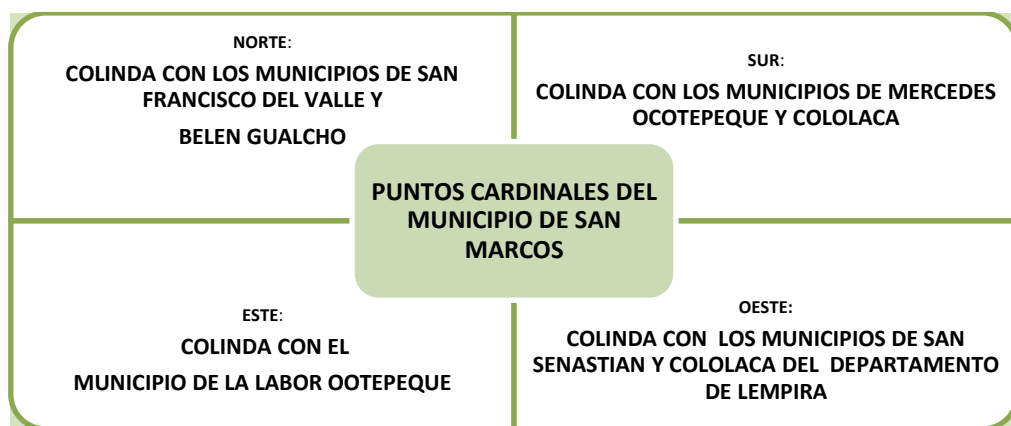 NORTE:
COLINDA CON LOS MUNICIPIOS DE SAN
FRANCISCO DEL VALLE Y
BELEN GUALCHO
SUR:
COLINDA CON LOS MUNICIPIOS DE MERCEDES
OCOTEPEQUE Y COLOLACA
PUNTOS CARDINALES DEL
MUNICIPIO DE SAN
MARCOS
ESTE:
COLINDA CON EL
MUNICIPIO DE LA LABOR OOTEPEQUE
OESTE:
COLINDA CON LOS MUNICIPIOS DE SAN
SENASTIAN Y COLOLACA DEL DEPARTAMENTO
DE LEMPIRA